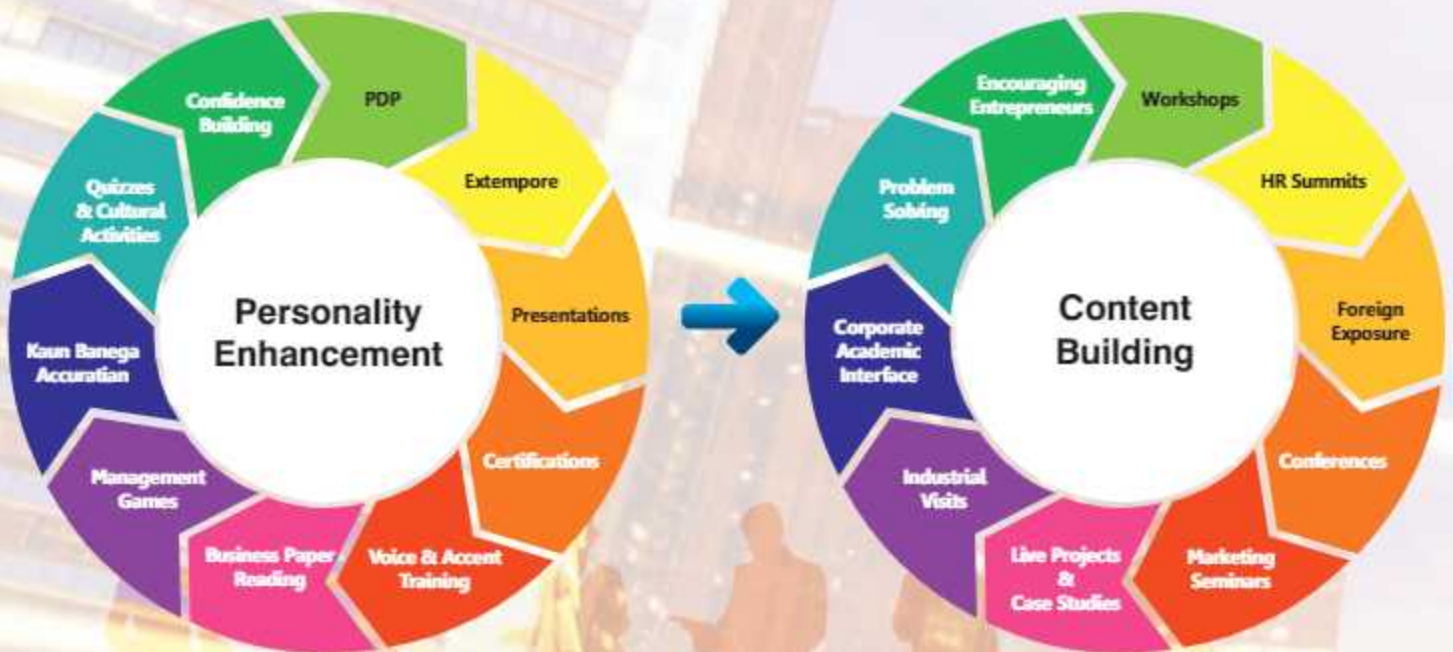 PDP
Extempore
Presentations
Certifications
Voice & Accent
Training
Business Paper
Reading
Management
Games
Kaun Banega
Accuratian
Quizzes
& Cultural
Activities
Confidence
Building
Personality
Enhancement
Workshops
HR Summits
Foreign
Exposure
Conferences
Marketing
Seminars
Live Projects
&
Case Studies
Industrial
Visits
Corporate
Academic
Interface
Problem
Solving
Encouraging
Entrepreneurs
Content
Building